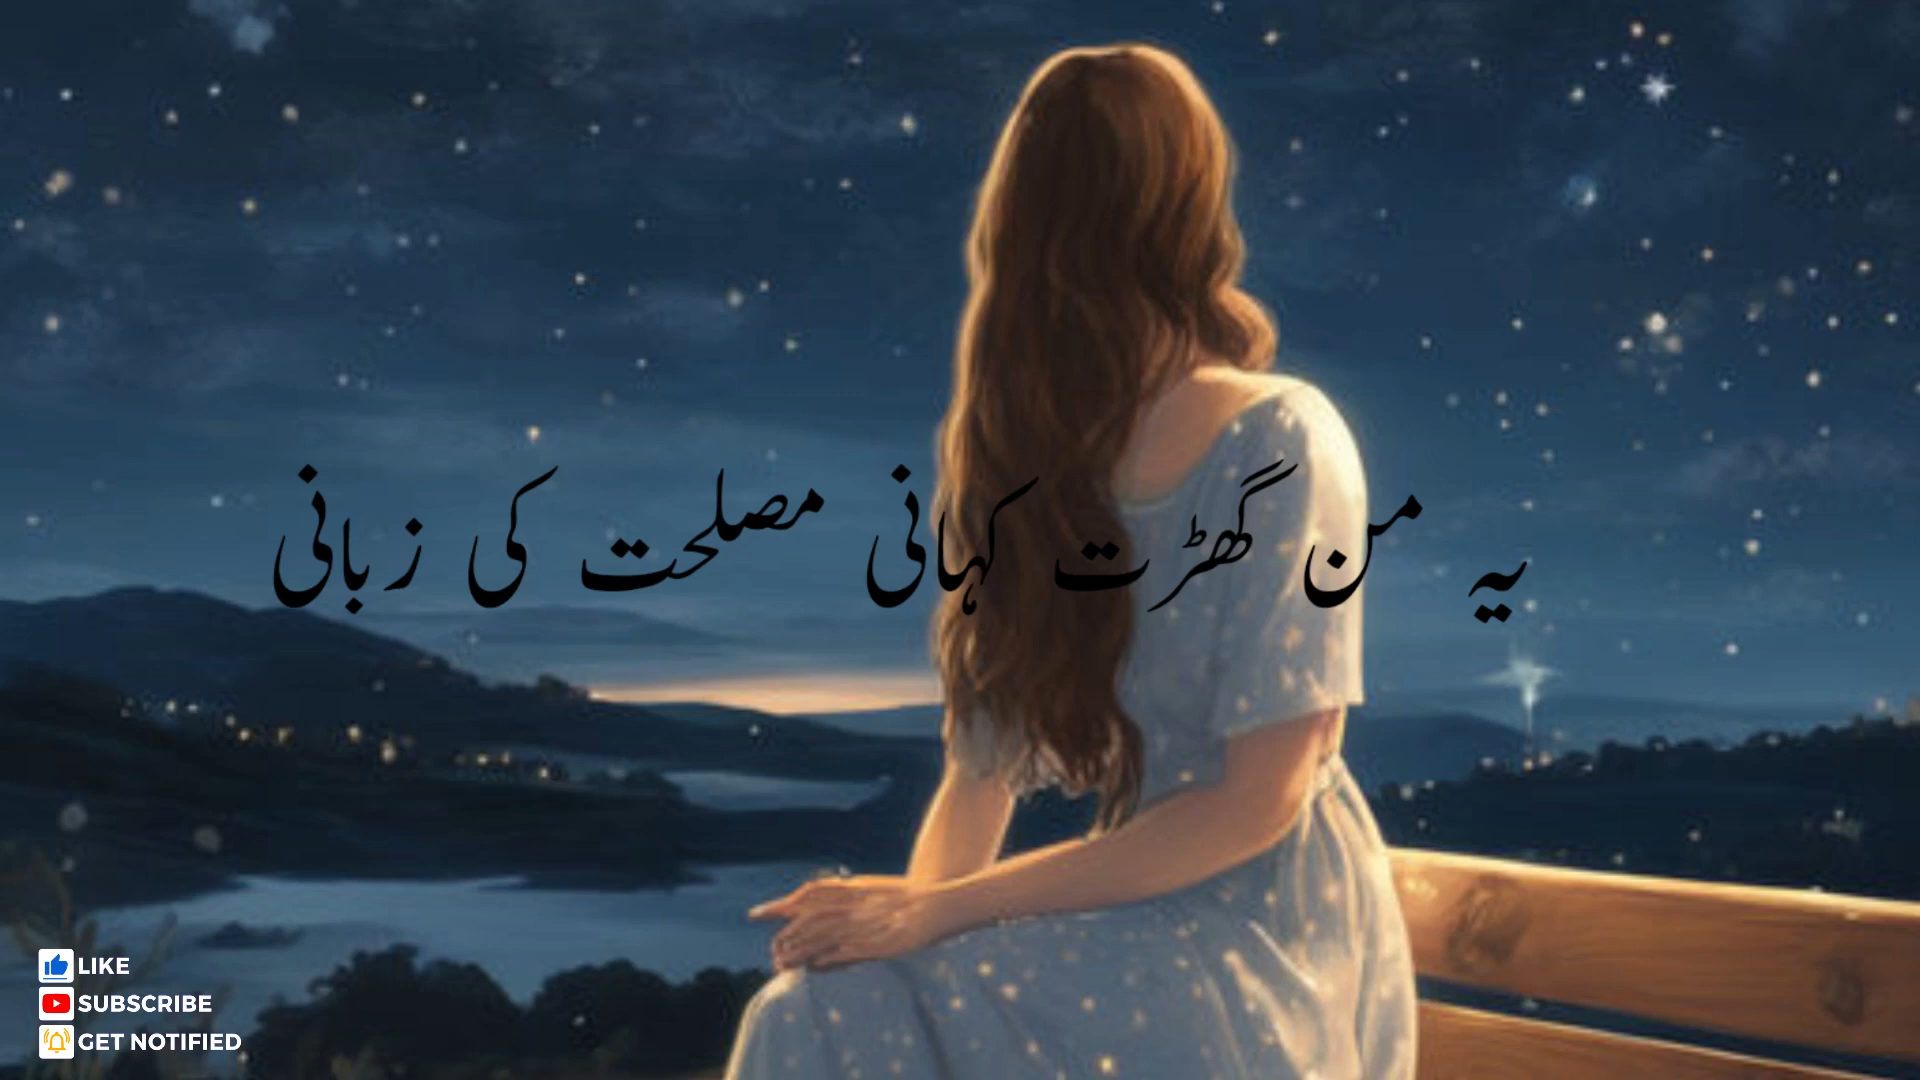 یہ من گھڑت کہانی مصلحت کی زبانی
LIKE
SUBSCRIBE
GET NOTIFIED